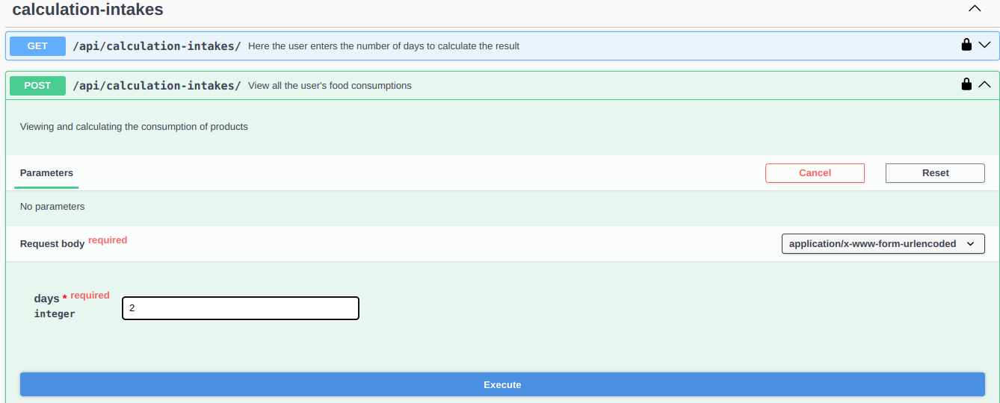 calculation-intakes
GET /api/calculation-intakes/ Here the user enters the number of days to calculate the result
POST /api/calculation-intakes/ View all the user's food consumptions
Viewing and calculating the consumption of products
Parameters Cancel Reset
No parameters
Request body required application/x-www-form-urlencoded
days * required
integer 2
Execute